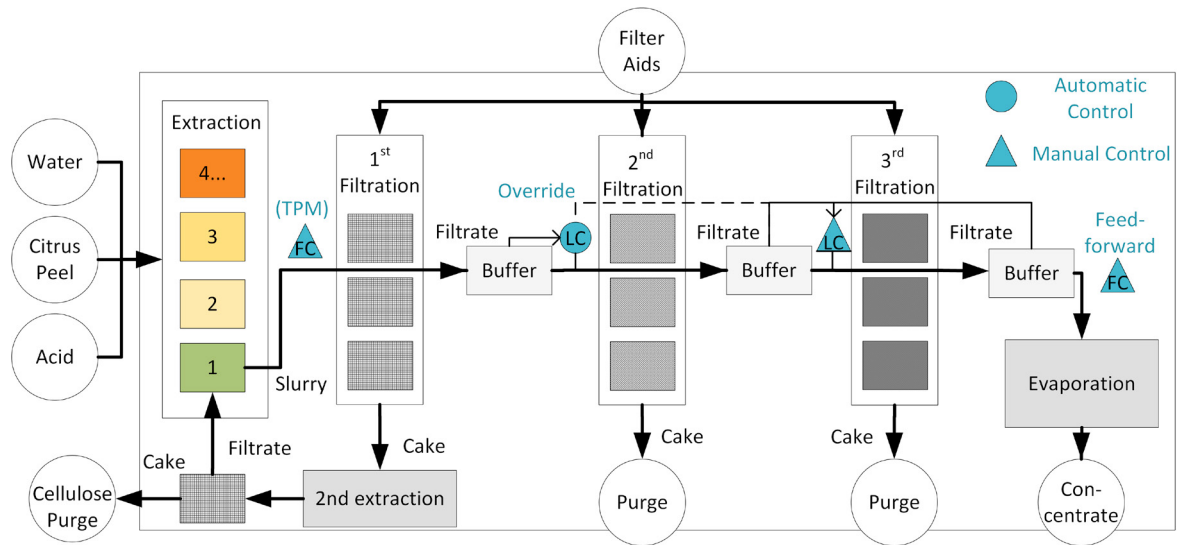 Filter
Aids
Automatic
Control
Manual Control
Extraction
4...
3
2
1
Water
Citrus
Peel
Acid
(TPM)
FC
Slurry
1st
Filtration
Filtrate
Buffer
Override
LC
2nd
Filtration
Filtrate
Buffer
LC
3rd
Filtration
Filtrate
Buffer
Feed-
forward
FC
Evaporation
Con-
centrate
Cake
Purge
Cake
Purge
Cake
2nd extraction
Filtrate
Cake
Cellulose
Purge